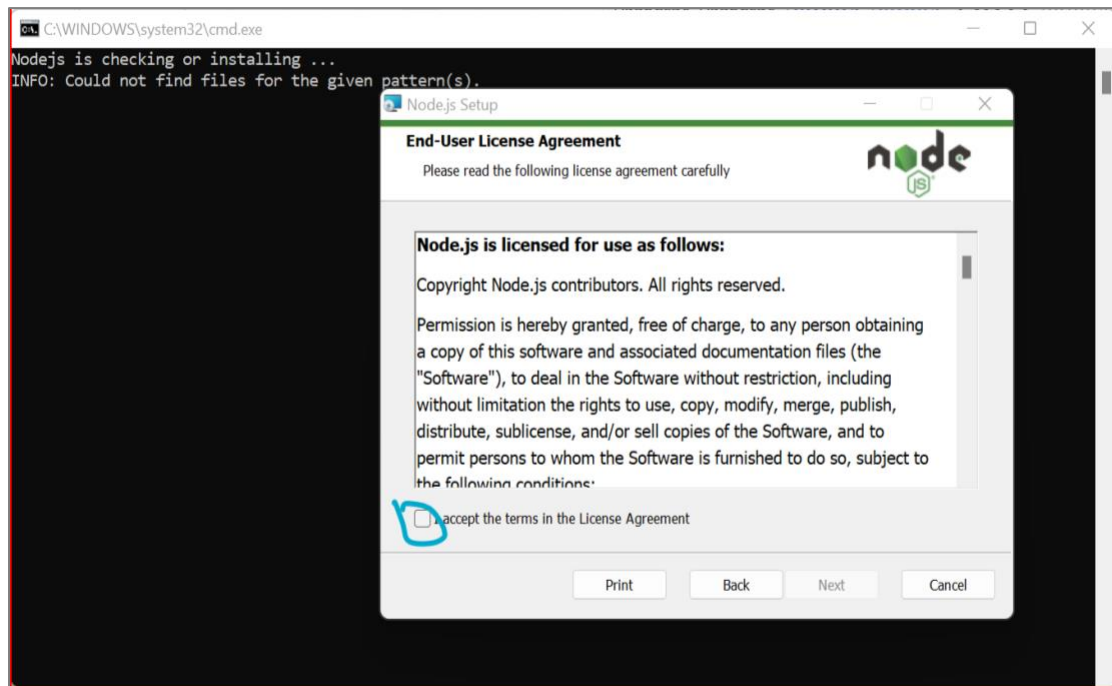 C:\WINDOWS\system32\cmd.exe
Nodejs is checking or installing ...
INFO: Could not find files for the given pattern(s).
Node.js Setup
End-User License Agreement
Please read the following license agreement carefully
node
JS
Node.js is licensed for use as follows:
Copyright Node.js contributors. All rights reserved.
Permission is hereby granted, free of charge, to any person obtaining
a copy of this software and associated documentation files (the
"Software"), to deal in the Software without restriction, including
without limitation the rights to use, copy, modify, merge, publish,
distribute, sublicense, and/or sell copies of the Software, and to
permit persons to whom the Software is furnished to do so, subject to
the following conditions:
I accept the terms in the License Agreement
Print
Back
Next
Cancel